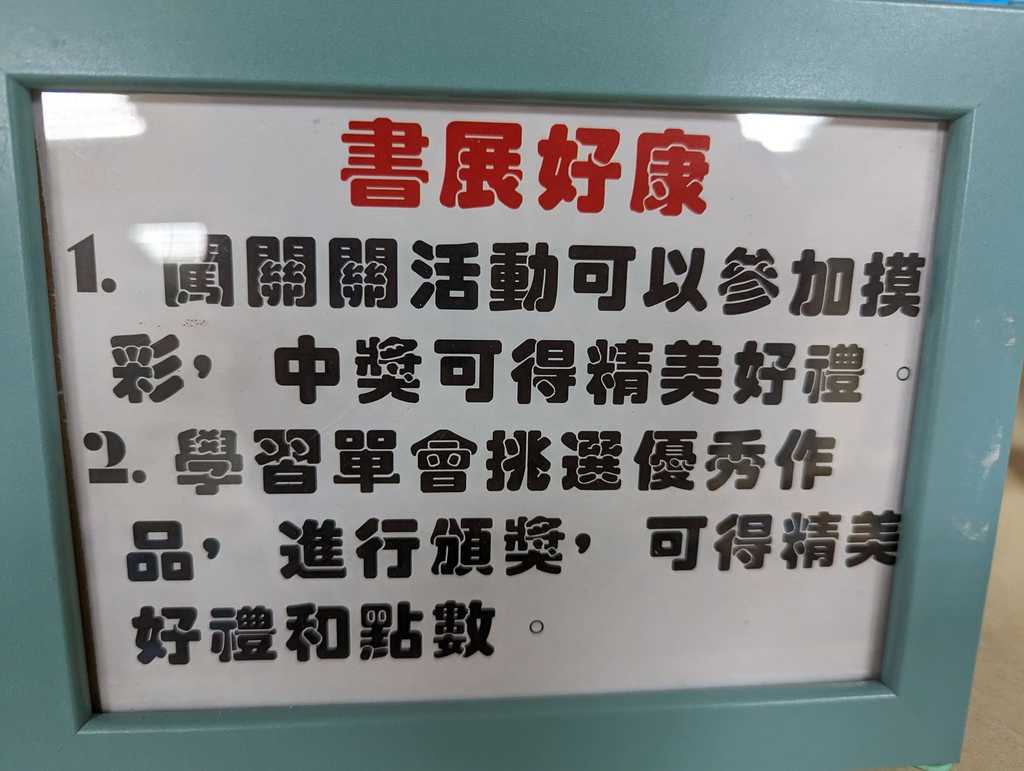 書展好康
1. 闖關關活動可以參加摸
彩，中獎可得精美好禮。
2. 學習單會挑選優秀作
品，進行頒獎，可得精美
好禮和點數。